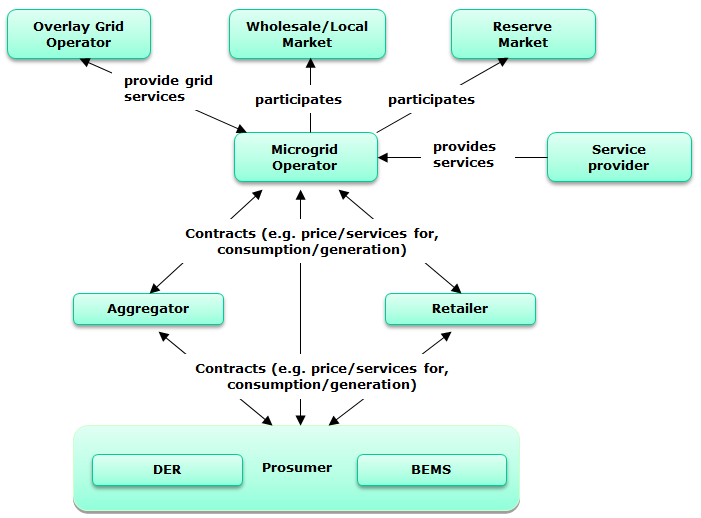 Overlay Grid
Operator
Wholesale/Local
Market
Reserve
Market
provide grid
services
participates
participates
Microgrid
Operator
provides
services
Service
provider
Contracts (e.g. price/services for,
consumption/generation)
Aggregator
Retailer
Contracts (e.g. price/services for,
consumption/generation)
DER
Prosumer
BEMS